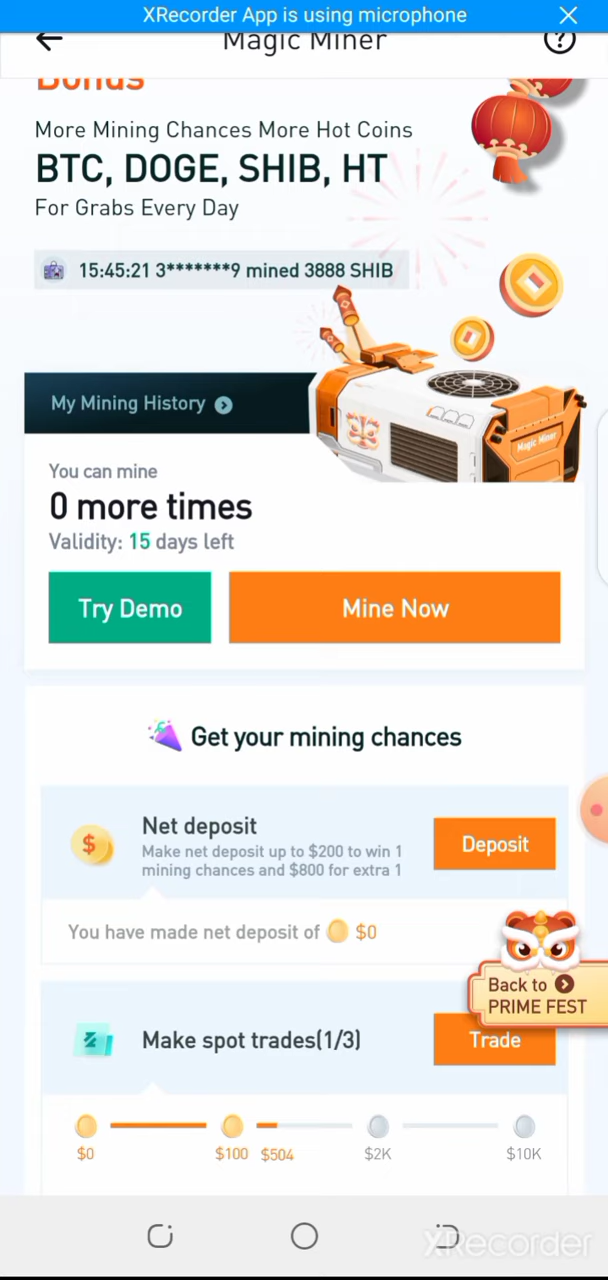 XRecorder App is using microphone
Magic Miner
Bonus
More Mining Chances More Hot Coins
BTC, DOGE, SHIB, HT
For Grabs Every Day
15:45:21 3*******9 mined 3888 SHIB
My Mining History
Magic Miner
You can mine
0 more times
Validity: 15 days left
Try Demo
Mine Now
Get your mining chances
Net deposit
Make net deposit up to $200 to win 1
mining chances and $800 for extra 1
Deposit
You have made net deposit of $0
Back to
PRIME FEST
Make spot trades(1/3)
Trade
$0 $100 $504 $2K $10K
XRecorder